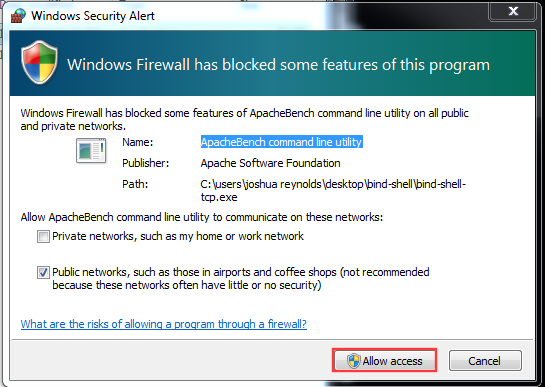 Windows Security Alert
Windows Firewall has blocked some features of this program
Windows Firewall has blocked some features of ApacheBench command line utility on all public
and private networks.
Name: ApacheBench command line utility
Publisher: Apache Software Foundation
Path: C:\users\joshua reynolds\desktop\bind-shell\bind-shell-
tcp.exe
Allow ApacheBench command line utility to communicate on these networks:
Private networks, such as my home or work network
Public networks, such as those in airports and coffee shops (not recommended
because these networks often have little or no security)
What are the risks of allowing a program through a firewall?
Allow access
Cancel